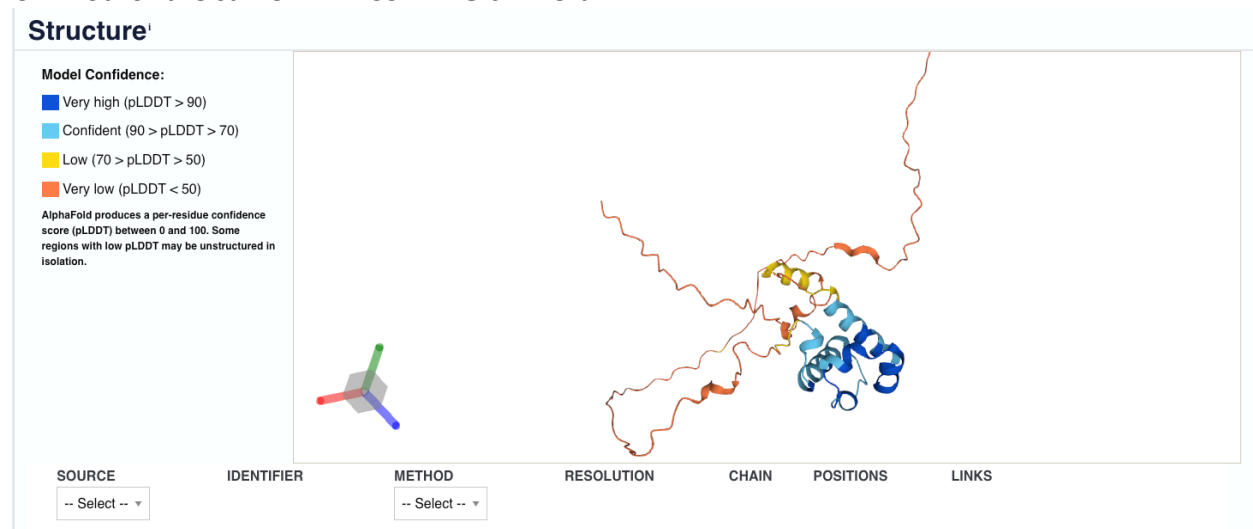 Structureⁱ
Model Confidence:
Very high (pLDDT > 90)
Confident (90 > pLDDT > 70)
Low (70 > pLDDT > 50)
Very low (pLDDT < 50)
AlphaFold produces a per-residue confidence
score (pLDDT) between 0 and 100. Some
regions with low pLDDT may be unstructured in
isolation.
SOURCE IDENTIFIER METHOD RESOLUTION CHAIN POSITIONS LINKS
-- Select -- -- Select --